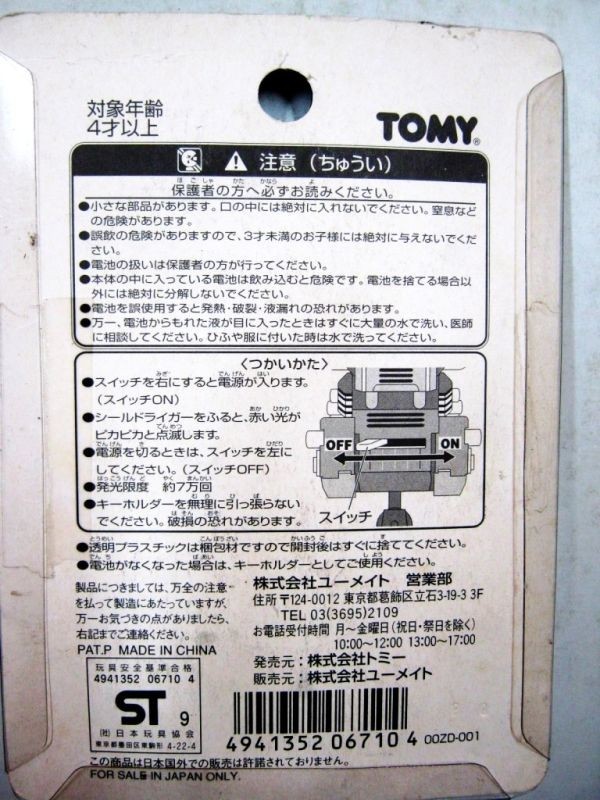 対象年齢
4才以上
TOMY®
注意（ちゅうい）
保護者の方へ必ずお読みください。
●小さな部品があります。口の中には絶対に入れないでください。窒息など
の危険があります。
●誤飲の危険がありますので、3才未満のお子様には絶対に与えないでくだ
さい。
●電池の扱いは保護者の方が行ってください。
●本体の中に入っている電池は飲み込むと危険です。電池を捨てる場合以
外には絶対に分解しないでください。
●電池を誤使用すると発熱・破裂・液漏れの恐れがあります。
●万一、電池からもれた液が目に入ったときはすぐに大量の水で洗い、医師
に相談してください。ひふや服に付いた時は水で洗ってください。
〈つかいかた〉
●スイッチを右にすると電源が入ります。
（スイッチON）
●シールドライガーをふると、赤い光が
ピカピカと点滅します。
●電源を切るときは、スイッチを左に
してください。（スイッチOFF）
●発光限度 約7万回
●キーホルダーを無理に引っ張らない
でください。破損の恐れがあります。
OFF
ON
スイッチ
●透明プラスチックは梱包材ですので開封後はすぐに捨ててください。
●電池がなくなった場合は、キーホルダーとしてご使用ください。
製品につきましては、万全の注意
を払って製造にあたっていますが、
万一お気づきの点がありましたら、
右記までご連絡ください。
PAT.P MADE IN CHINA
株式会社ユーメイト 営業部
住所 〒124-0012 東京都葛飾区立石3-19-3 3F
TEL 03(3695)2109
お電話受付時間 月〜金曜日（祝日・祭日を除く）
10:00〜12:00 13:00〜17:00
発売元：株式会社トミー
販売元：株式会社ユーメイト
玩具安全基準合格
4941352 06710 4
ST 9
(社)日本玩具協会
東京都墨田区東駒形 4-22-4
4941352 067104
00ZD-001
この商品は日本国外での販売は許諾されておりません。
FOR SALE IN JAPAN ONLY.